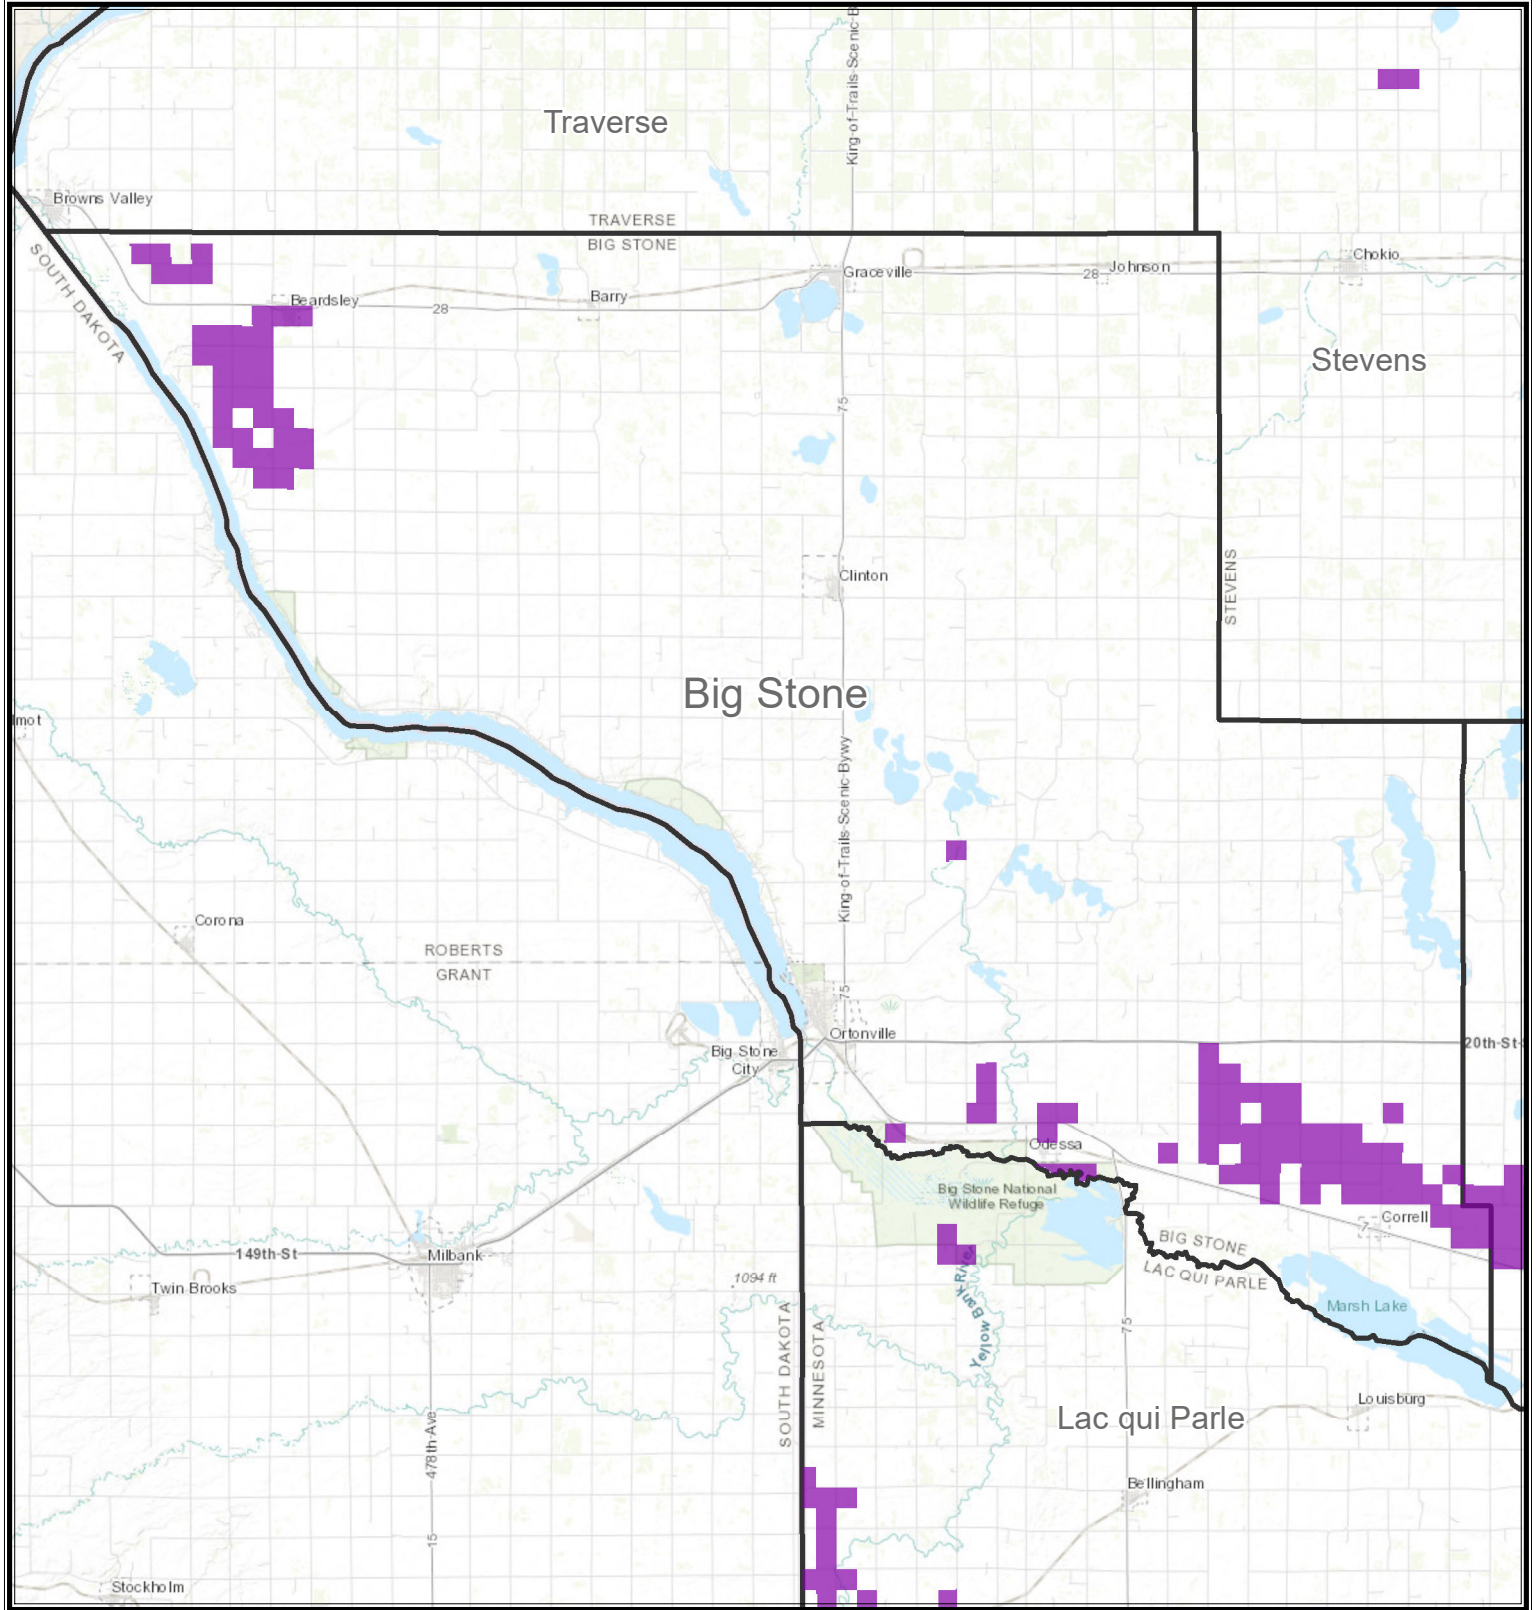 King-of-Trails-Scenic-B
Traverse
Browns Valley
TRAVERSE
BIG STONE
SOUTH DAKOTA
Beardsley
28
Barry
Graceville
28
Johnson
Chokio
Stevens
75
STEVENS
Clinton
Big Stone
lmot
King-of-Trails-Scenic-Bywy
Corona
ROBERTS
GRANT
75
Ortonville
Big Stone
City
20th-St-S
Odessa
Big Stone National
Wildlife Refuge
Correll
7
BIG STONE
LAC QUI PARLE
149th-St
Milbank
Twin Brooks
1094 ft
Yellow Bank-River
Marsh Lake
75
SOUTH DAKOTA
MINNESOTA
Louisburg
Lac qui Parle
478th-Ave
Bellingham
15
Stockholm